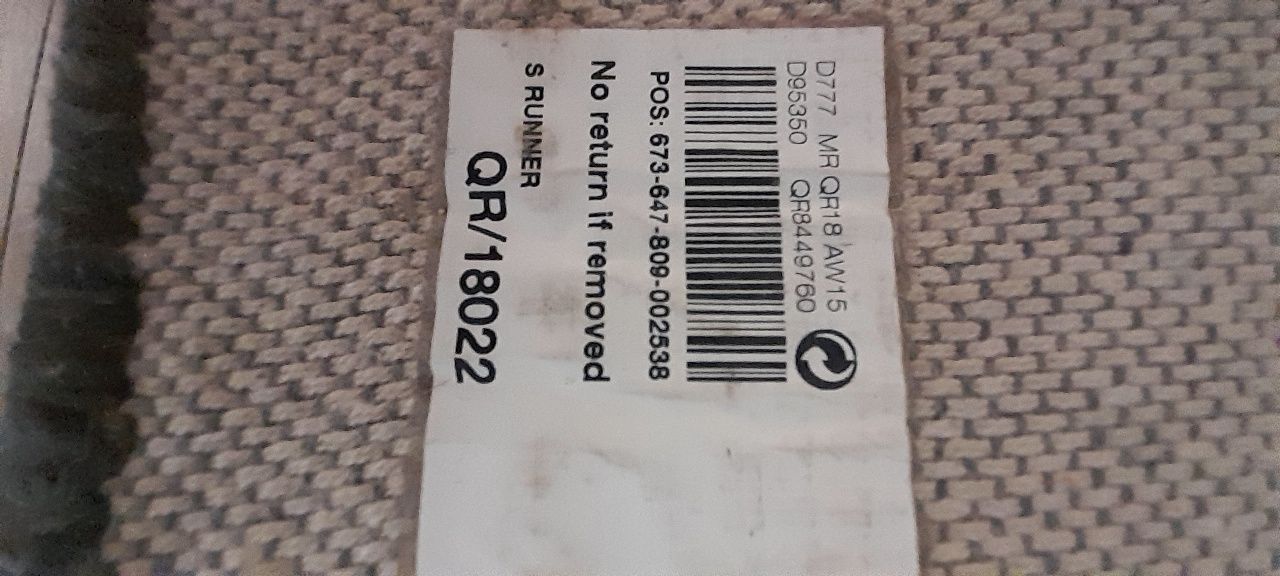 D777 MR QR18 AW15
D95350 QR8449760
POS: 673-647-809-002538
No return if removed
S RUNNER
QR/18022